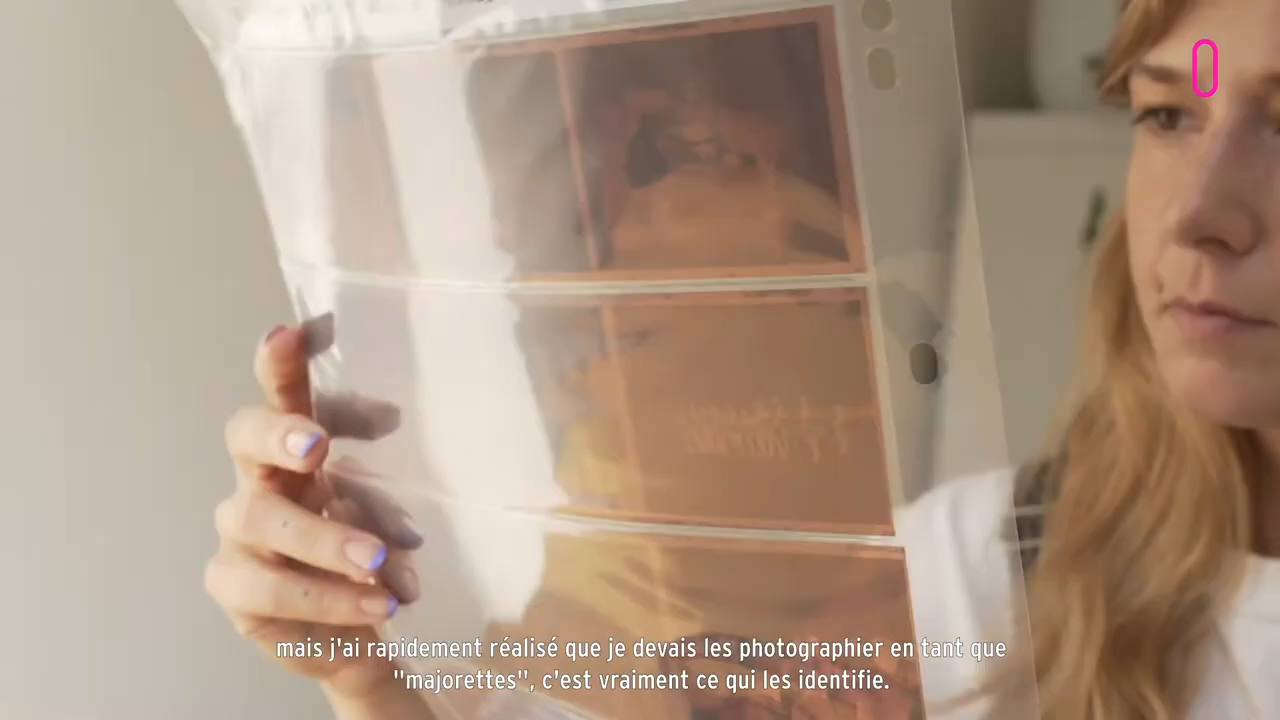 mais j'ai rapidement réalisé que je devais les photographier en tant que
"majorettes", c'est vraiment ce qui les identifie.